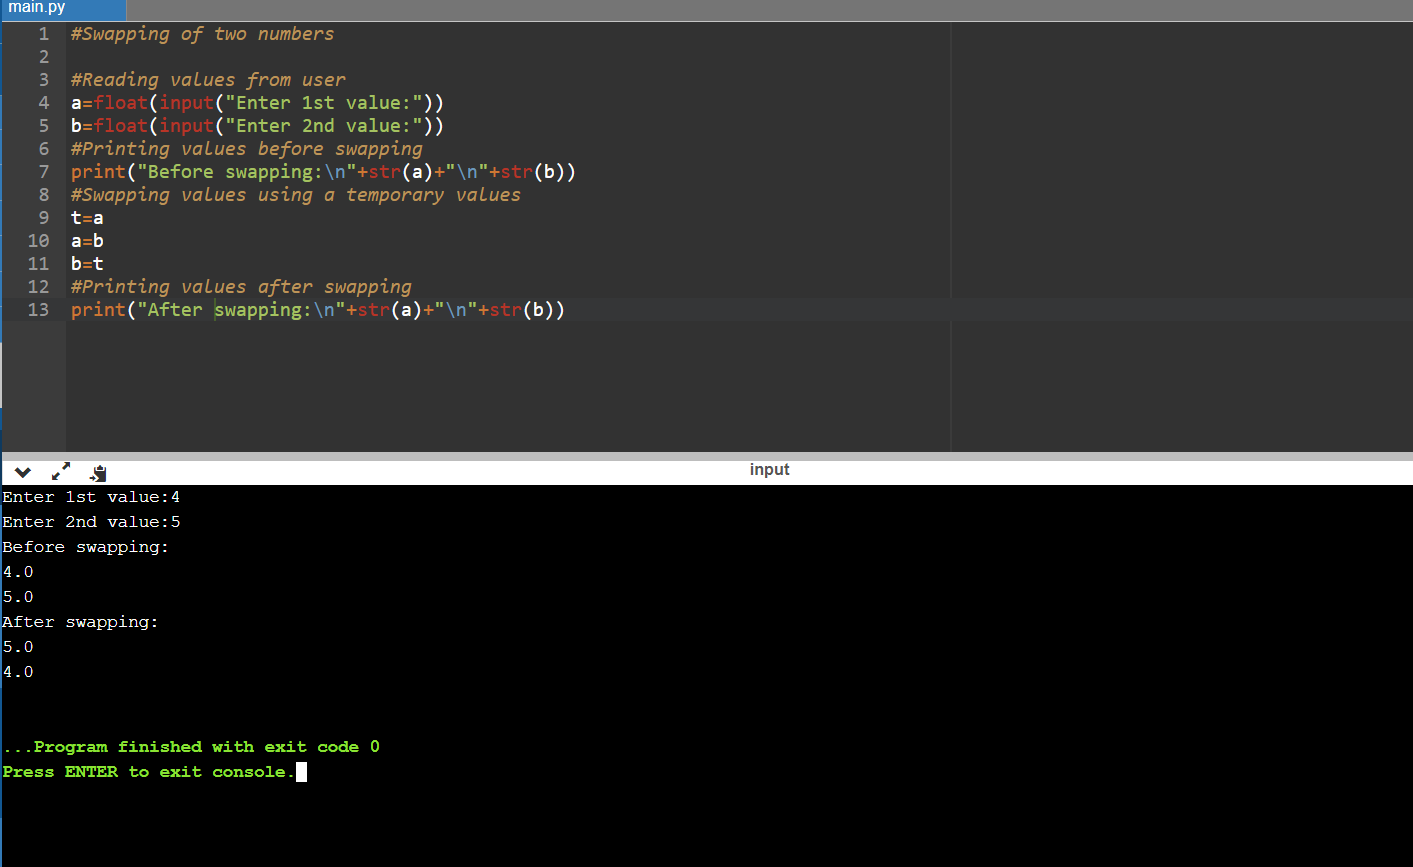 main.py
1 #Swapping of two numbers
2
3 #Reading values from user
4 a=float(input("Enter 1st value:"))
5 b=float(input("Enter 2nd value:"))
6 #Printing values before swapping
7 print("Before swapping:\n"+str(a)+"\n"+str(b))
8 #Swapping values using a temporary values
9 t=a
10 a=b
11 b=t
12 #Printing values after swapping
13 print("After swapping:\n"+str(a)+"\n"+str(b))
input
Enter 1st value:4
Enter 2nd value:5
Before swapping:
4.0
5.0
After swapping:
5.0
4.0
...Program finished with exit code 0
Press ENTER to exit console.